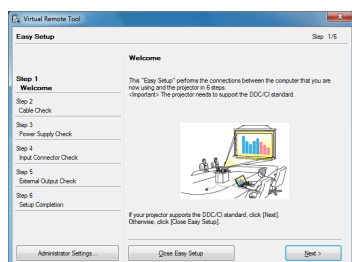 Virtual Remote Tool
Easy Setup
Step 1/6
Step 1
Welcome
Step 2
Cable Check
Step 3
Power Supply Check
Step 4
Input Connector Check
Step 5
External Output Check
Step 6
Setup Completion
Welcome
This "Easy Setup" performs the connections between the computer that you are
now using and the projector in 6 steps.
<Important> The projector needs to support the DDC/CI standard.
If your projector supports the DDC/CI standard, click [Next].
Otherwise, click [Close Easy Setup].
Administrator Settings...
Close Easy Setup
Next >